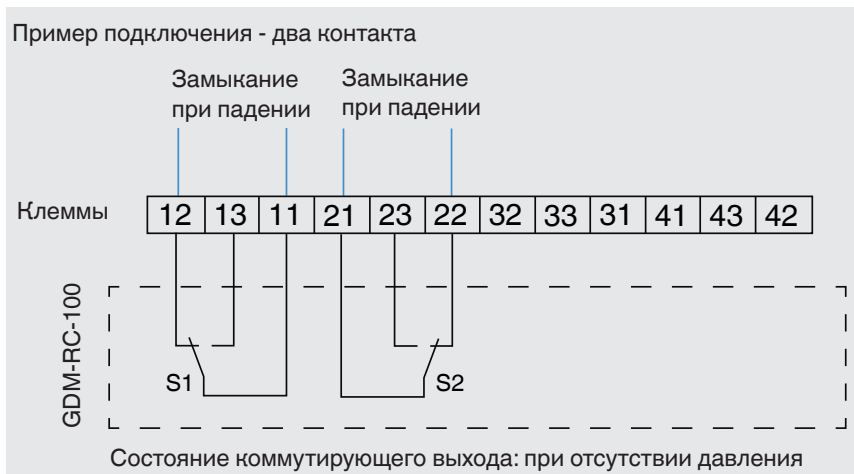 Пример подключения - два контакта
Замыкание при падении
Замыкание при падении
Клеммы 12 13 11 21 23 22 32 33 31 41 43 42
GDM-RC-100
S1 S2
Состояние коммутирующего выхода: при отсутствии давления